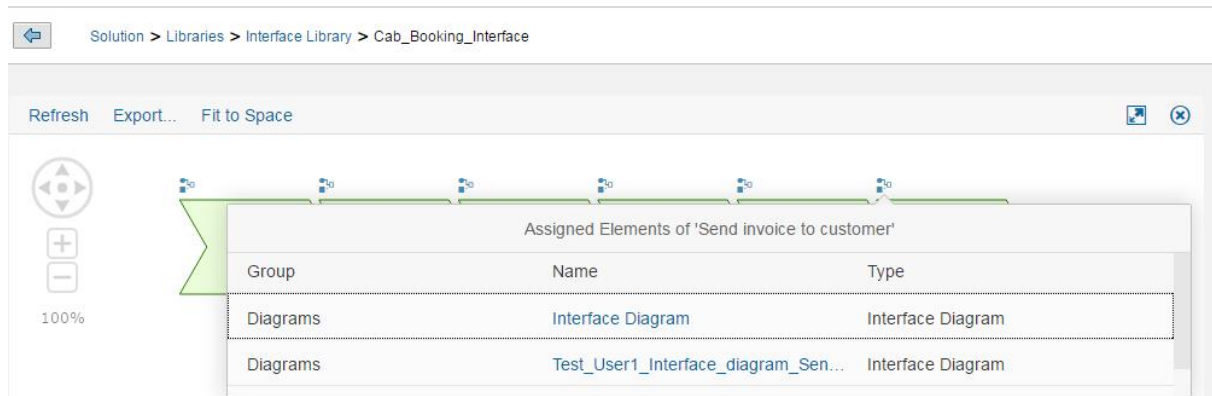 Solution > Libraries > Interface Library > Cab_Booking_Interface
Refresh Export... Fit to Space
Assigned Elements of 'Send invoice to customer'
Group Name Type
100%
Diagrams Interface Diagram Interface Diagram
Diagrams Test_User1_Interface_diagram_Sen... Interface Diagram